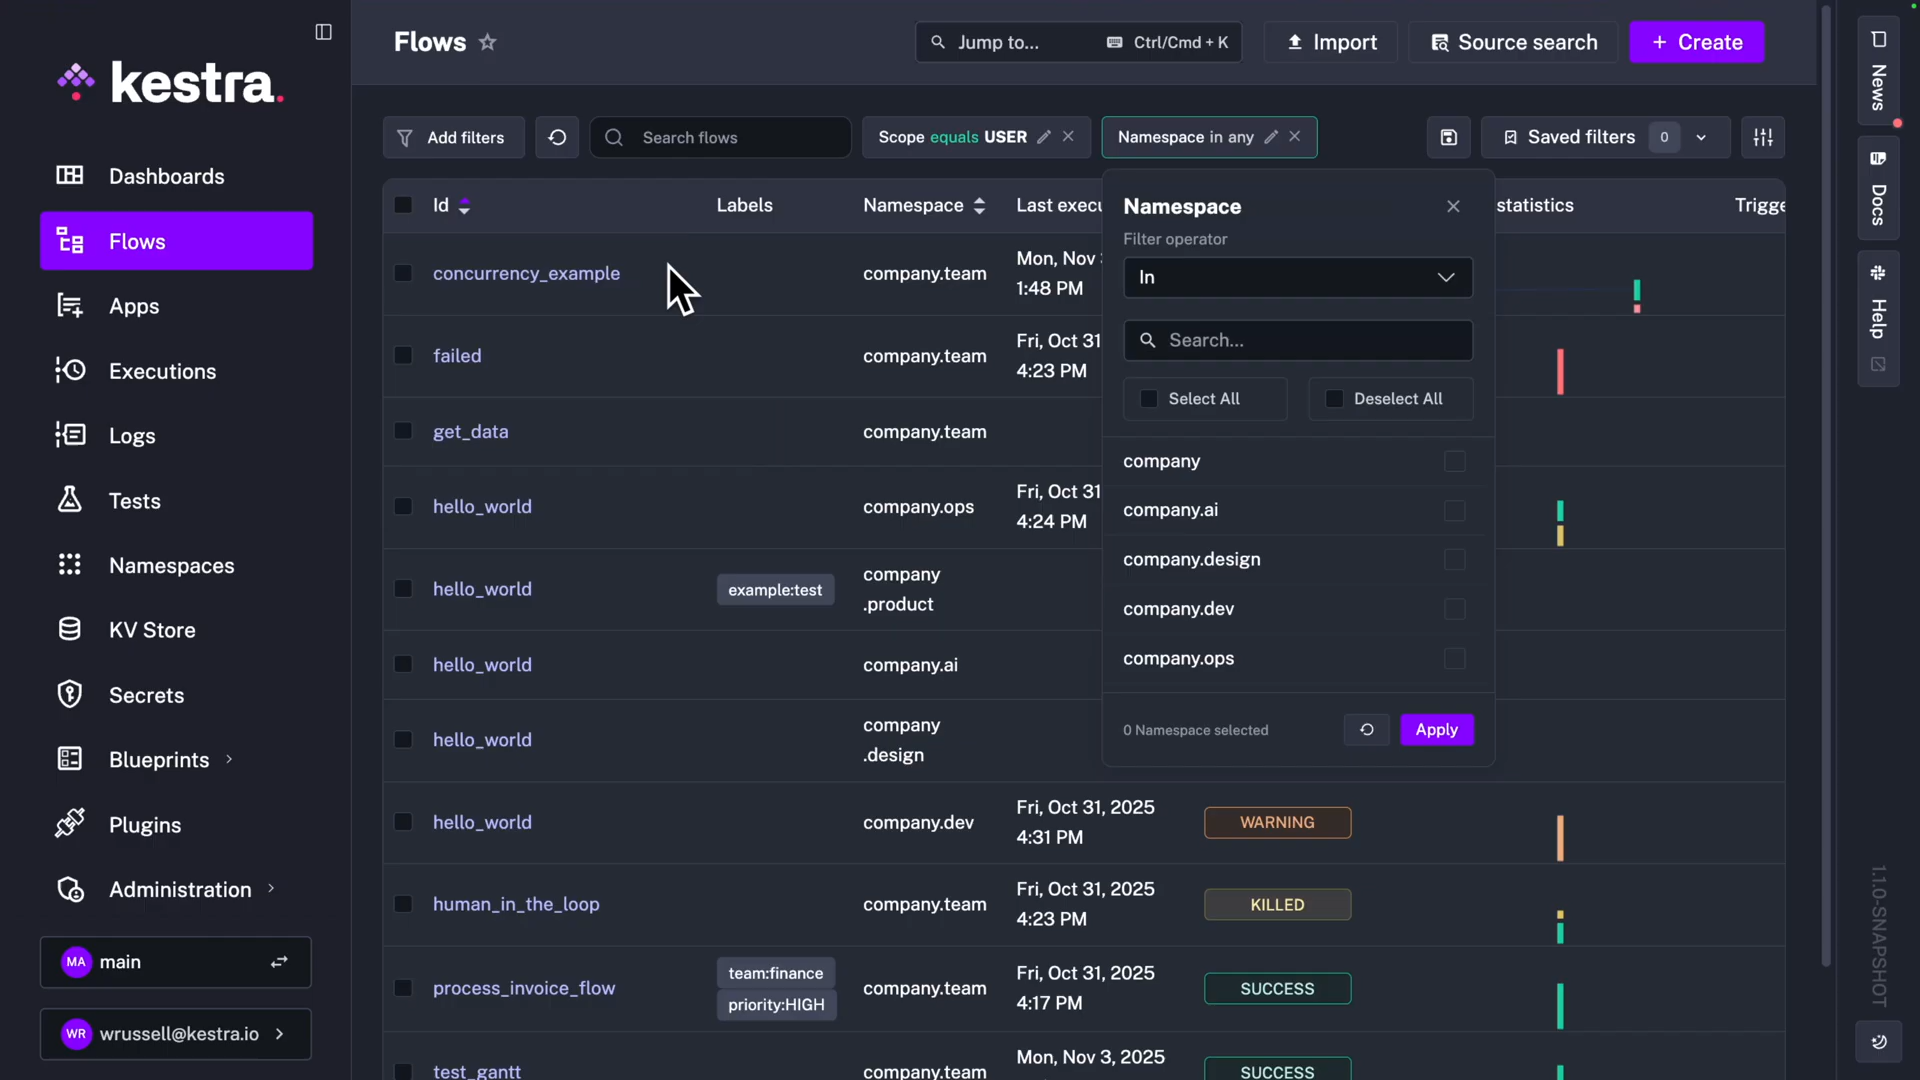 kestra.
Dashboards
Flows
Apps
Executions
Logs
Tests
Namespaces
KV Store
Secrets
Blueprints
Plugins
Administration
MA main
WR wrussell@kestra.io
Flows
Jump to... Ctrl/Cmd + K
Import
Source search
+ Create
Add filters
Search flows
Scope equals USER
Namespace in any
Saved filters 0
Id Labels Namespace Last execu statistics Trigge
concurrency_example company.team Mon, Nov
1:48 PM
failed company.team Fri, Oct 31
4:23 PM
get_data company.team
hello_world company.ops Fri, Oct 31
4:24 PM
hello_world example:test company
.product
hello_world company.ai
hello_world company
.design
hello_world company.dev Fri, Oct 31, 2025
4:31 PM WARNING
human_in_the_loop company.team Fri, Oct 31, 2025
4:23 PM KILLED
process_invoice_flow team:finance
priority:HIGH company.team Fri, Oct 31, 2025
4:17 PM SUCCESS
test_gantt company.team Mon, Nov 3, 2025
SUCCESS
Namespace
Filter operator
In
Search...
Select All
Deselect All
company
company.ai
company.design
company.dev
company.ops
0 Namespace selected
Apply
News
Docs
Help
1.1.0-SNAPSHOT